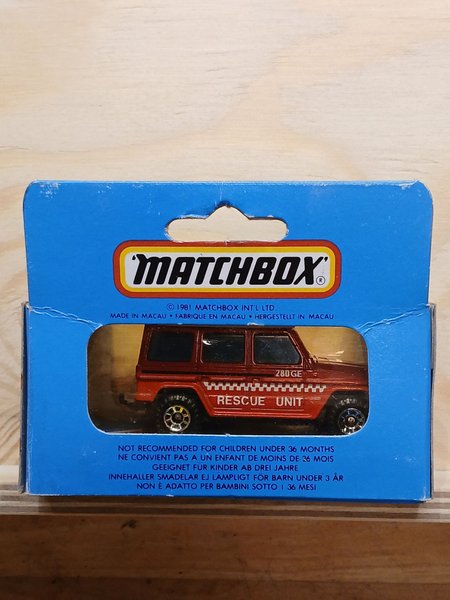 MATCHBOX®
© 1981 MATCHBOX INT'L LTD.
MADE IN MACAU • FABRIQUE EN MACAU • HERGESTELLT IN MACAU
280 GE
RESCUE UNIT
NOT RECOMMENDED FOR CHILDREN UNDER 36 MONTHS
NE CONVIENT PAS A UN ENFANT DE MOINS DE 36 MOIS
GEEIGNET FÜR KINDER AB DREI JAHRE
INNEHALLER SMADELAR EJ LAMPLIGT FÖR BARN UNDER 3 ÅR
NON È ADATTO PER BAMBINI SOTTO I 36 MESI